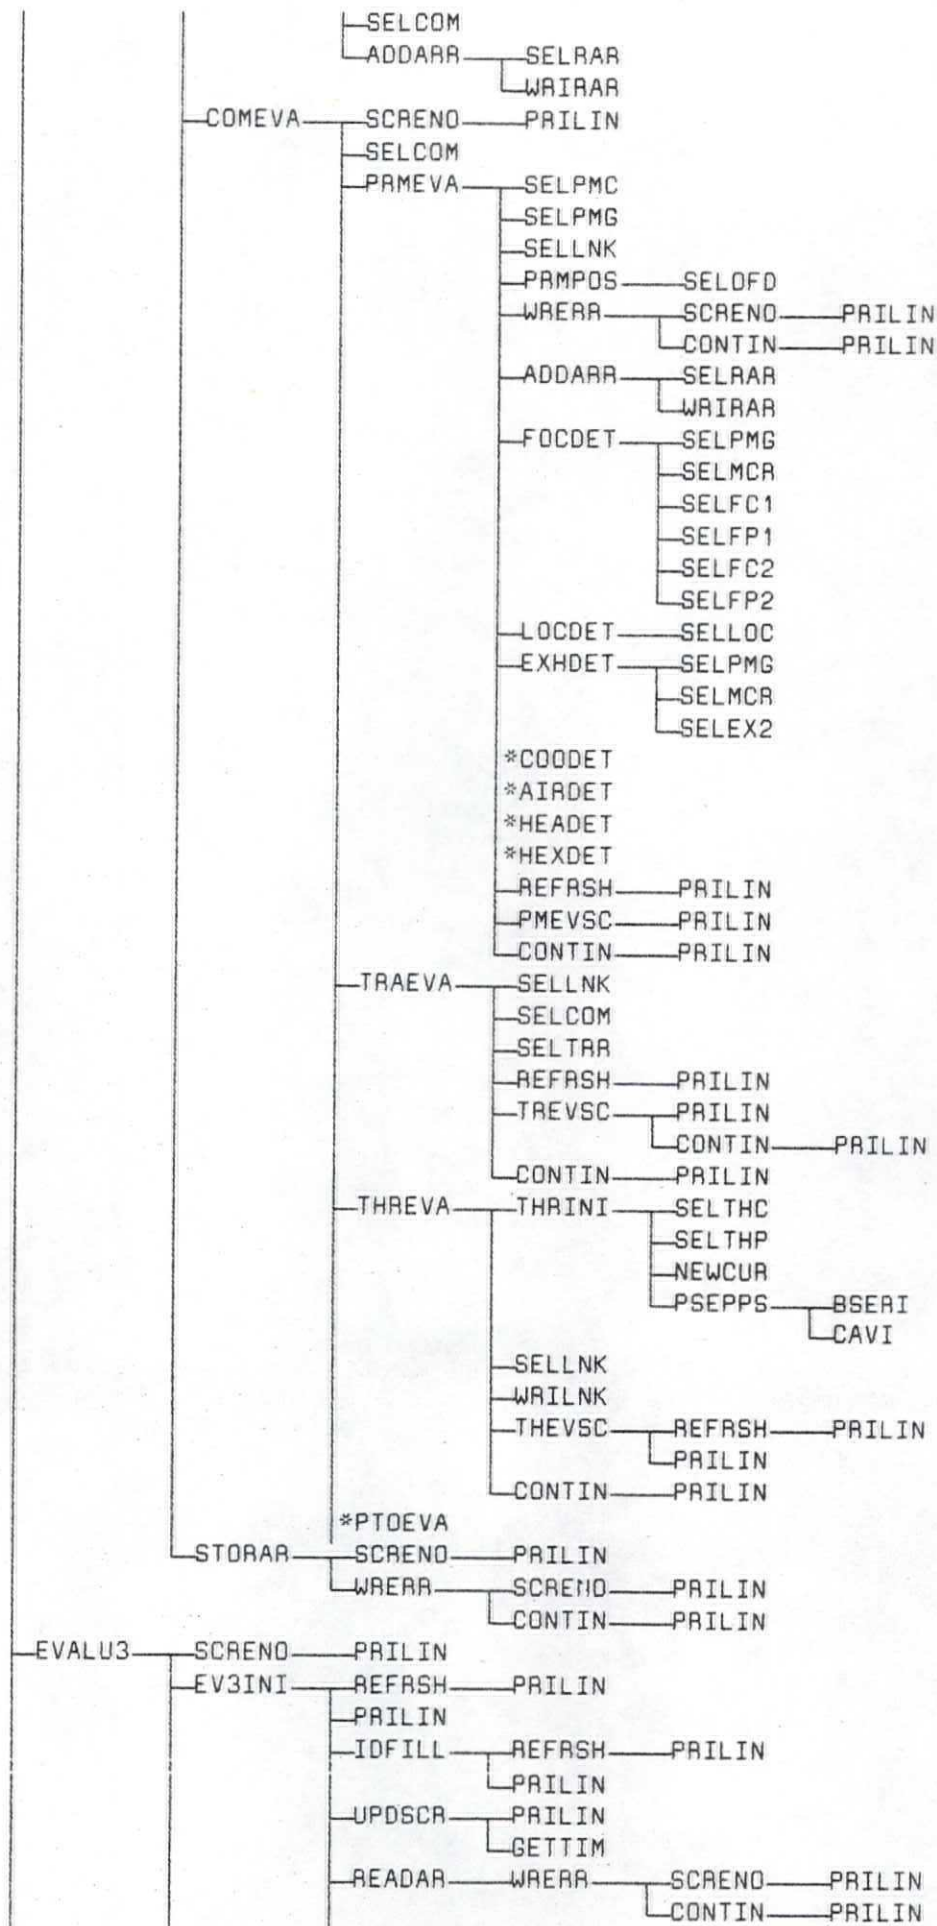 SELCOM
ADDARR SELRAR
WRIRAR
COMEVA SCRENO PRILIN
SELCOM
PRMEVA SELPMC
SELPMG
SELLNK
PRMPOS SELOFD
WRERR SCRENO PRILIN
CONTIN PRILIN
ADDARR SELRAR
WRIRAR
FOCDET SELPMG
SELMCR
SELFC1
SELFP1
SELFC2
SELFP2
LOCDET SELLOC
EXHDET SELPMG
SELMCR
SELEX2
*COODET
*AIRDET
*HEADET
*HEXDET
REFRSH PRILIN
PMEVSC PRILIN
CONTIN PRILIN
TRAEVA SELLNK
SELCOM
SELTRR
REFRSH PRILIN
TREVSC PRILIN
CONTIN PRILIN
CONTIN PRILIN
THREVA THRINI SELTHC
SELTHP
NEWCUR
PSEPPS BSERI
CAVI
SELLNK
WRILNK
THEVSC REFRSH PRILIN
PRILIN
CONTIN PRILIN
*PTOEVA
STORAR SCRENO PRILIN
WRERR SCRENO PRILIN
CONTIN PRILIN
EVALU3 SCRENO PRILIN
EV3INI REFRSH PRILIN
PRILIN
IDFILL REFRSH PRILIN
PRILIN
UPDSCR PRILIN
GETTIM
READAR WRERR SCRENO PRILIN
CONTIN PRILIN